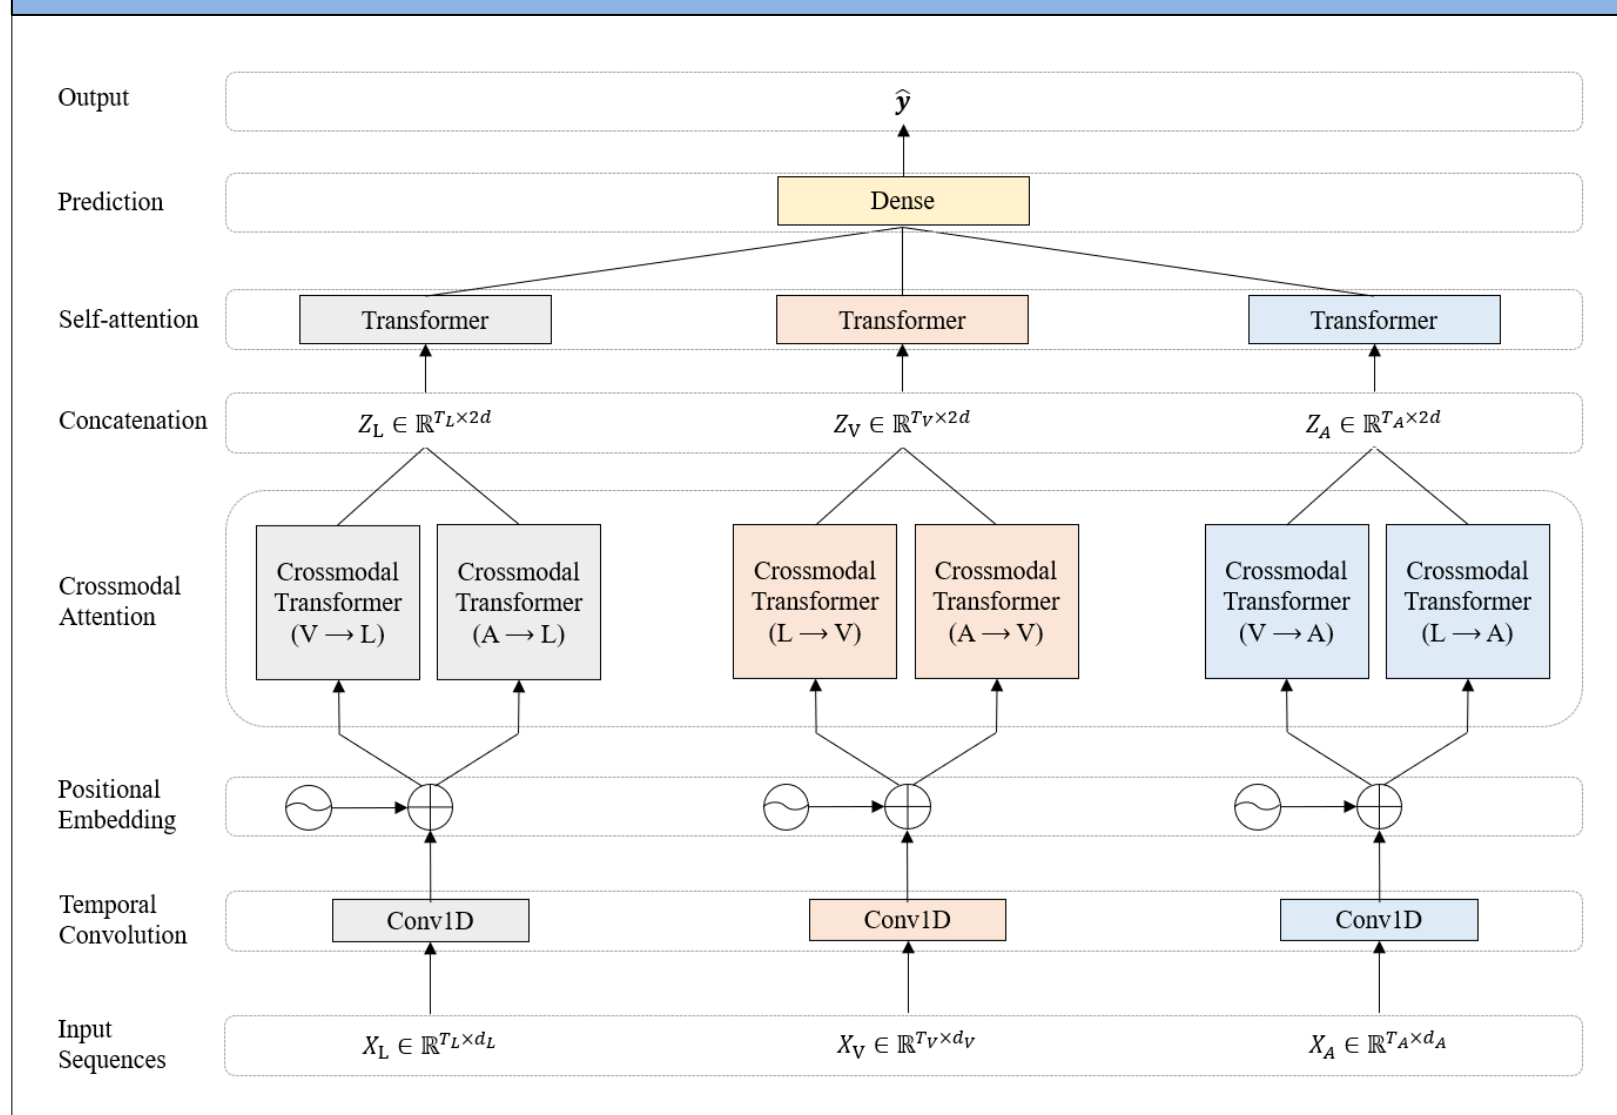 Output
ŷ
Prediction
Dense
Self-attention
Transformer
Transformer
Transformer
Concatenation
Z_L ∈ ℝ^{T_L×2d}
Z_V ∈ ℝ^{T_V×2d}
Z_A ∈ ℝ^{T_A×2d}
Crossmodal
Attention
Crossmodal
Transformer
(V → L)
Crossmodal
Transformer
(A → L)
Crossmodal
Transformer
(L → V)
Crossmodal
Transformer
(A → V)
Crossmodal
Transformer
(V → A)
Crossmodal
Transformer
(L → A)
Positional
Embedding
Temporal
Convolution
Conv1D
Conv1D
Conv1D
Input
Sequences
X_L ∈ ℝ^{T_L×d_L}
X_V ∈ ℝ^{T_V×d_V}
X_A ∈ ℝ^{T_A×d_A}